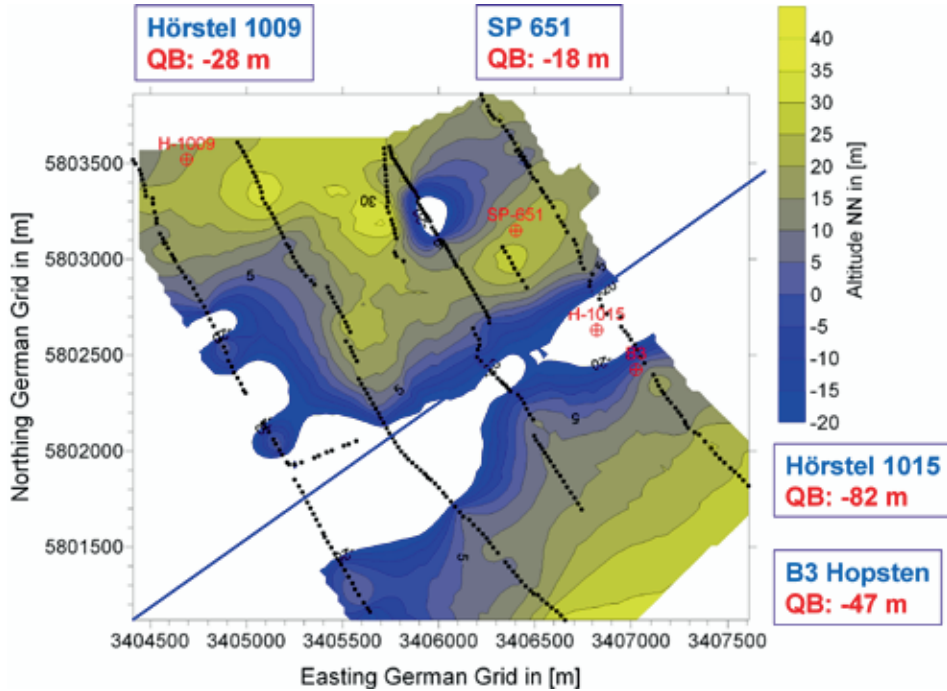 Hörstel 1009
QB: -28 m
SP 651
QB: -18 m
40
35
30
25
20
15
10
5
0
-5
-10
-15
-20
Altitude NN in [m]
H-1009
SP-651
30
5
H-1015
-20
B3
5
5
5
Hörstel 1015
QB: -82 m
B3 Hopsten
QB: -47 m
5803500
5803000
5802500
5802000
5801500
Northing German Grid in [m]
3404500
3405000
3405500
3406000
3406500
3407000
3407500
Easting German Grid in [m]